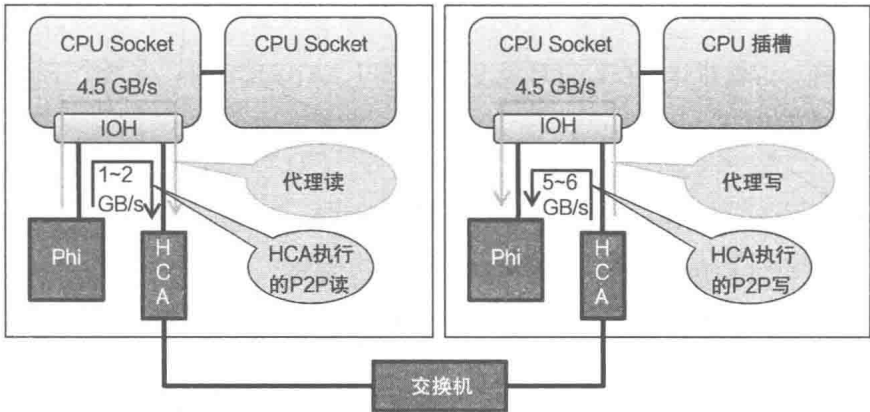 CPU Socket
4.5 GB/s
IOH
CPU Socket
1~2
GB/s
代理读
Phi
HCA
HCA执行
的P2P读
CPU Socket
4.5 GB/s
IOH
CPU 插槽
5~6
GB/s
代理写
Phi
HCA
HCA执行
的P2P写
交换机